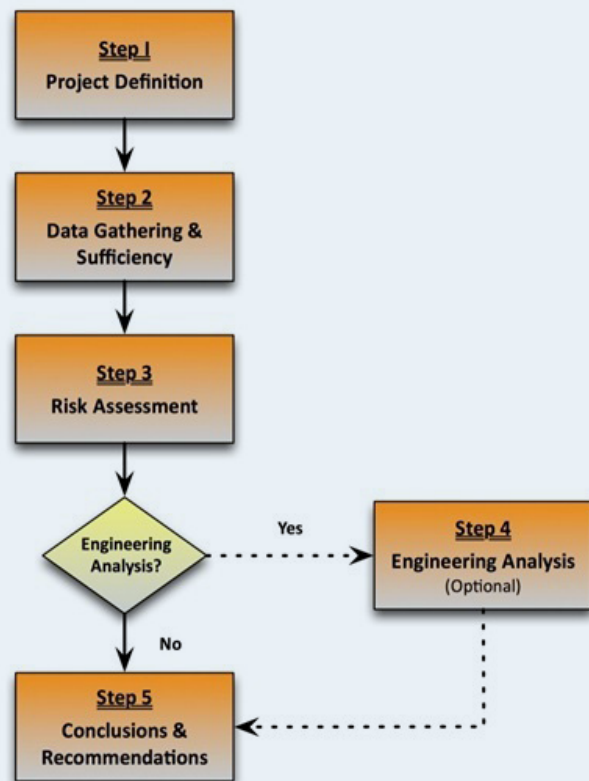 Step I
Project Definition
Step 2
Data Gathering &
Sufficiency
Step 3
Risk Assessment
Engineering
Analysis?
Yes
Step 4
Engineering Analysis
(Optional)
No
Step 5
Conclusions &
Recommendations